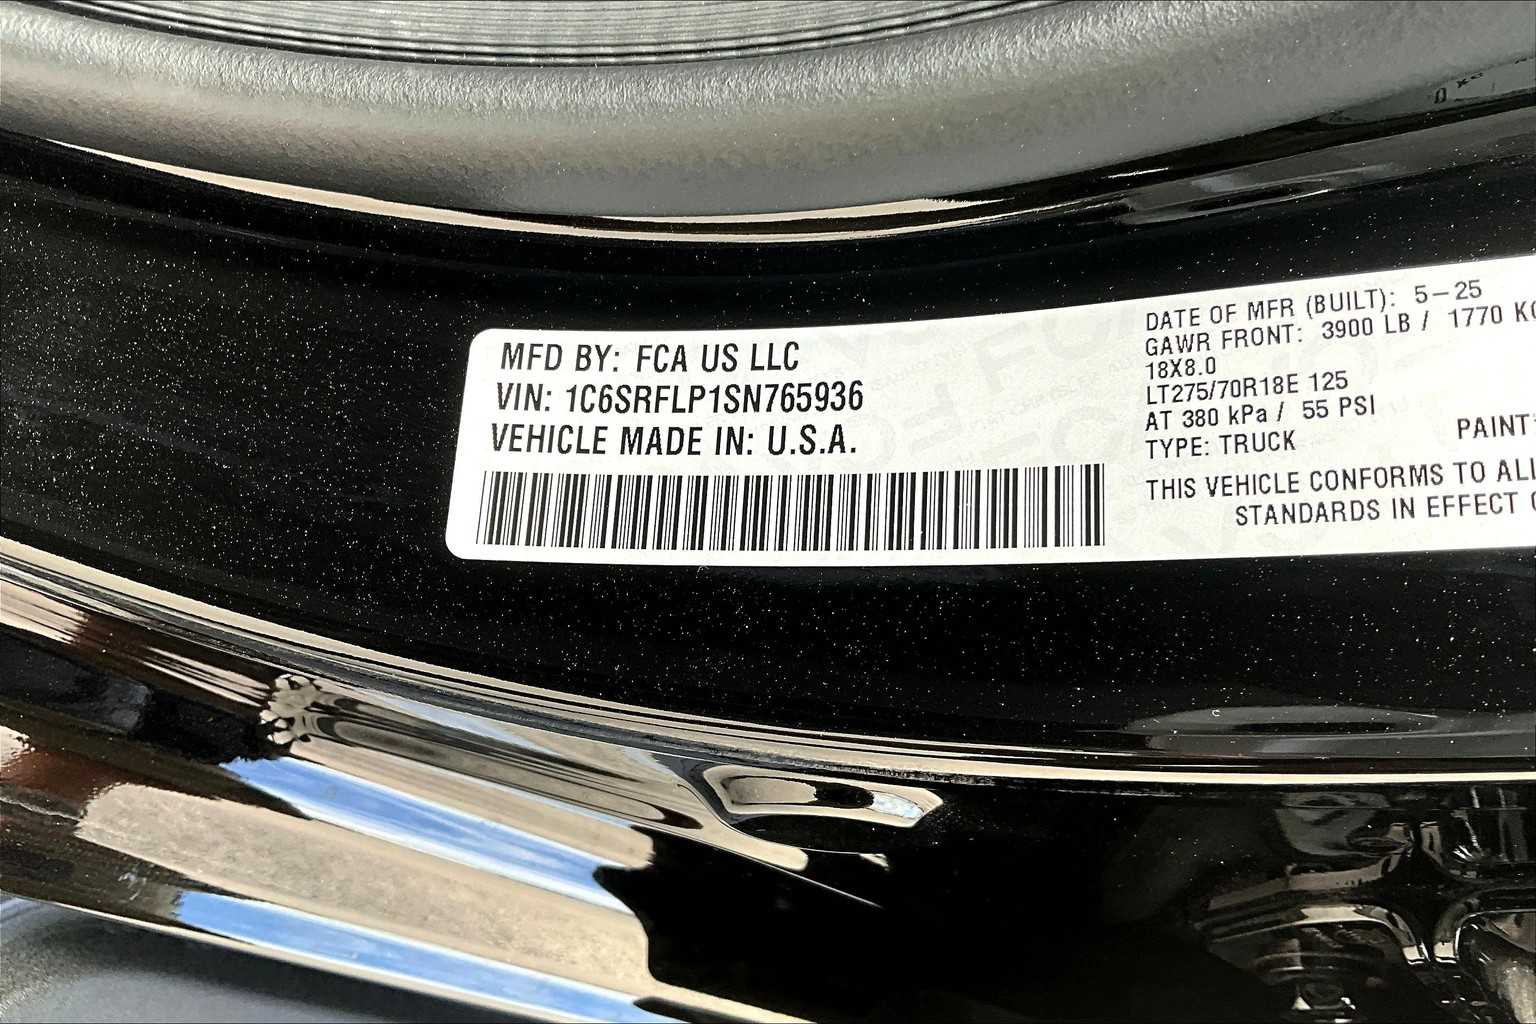 MFD BY: FCA US LLC
VIN: 1C6SRFLP1SN765936
VEHICLE MADE IN: U.S.A.
DATE OF MFR (BUILT): 5-25
GAWR FRONT: 3900 LB / 1770 KG
18X8.0
LT275/70R18E 125
AT 380 kPa / 55 PSI
TYPE: TRUCK
PAINT:
THIS VEHICLE CONFORMS TO ALL
STANDARDS IN EFFECT